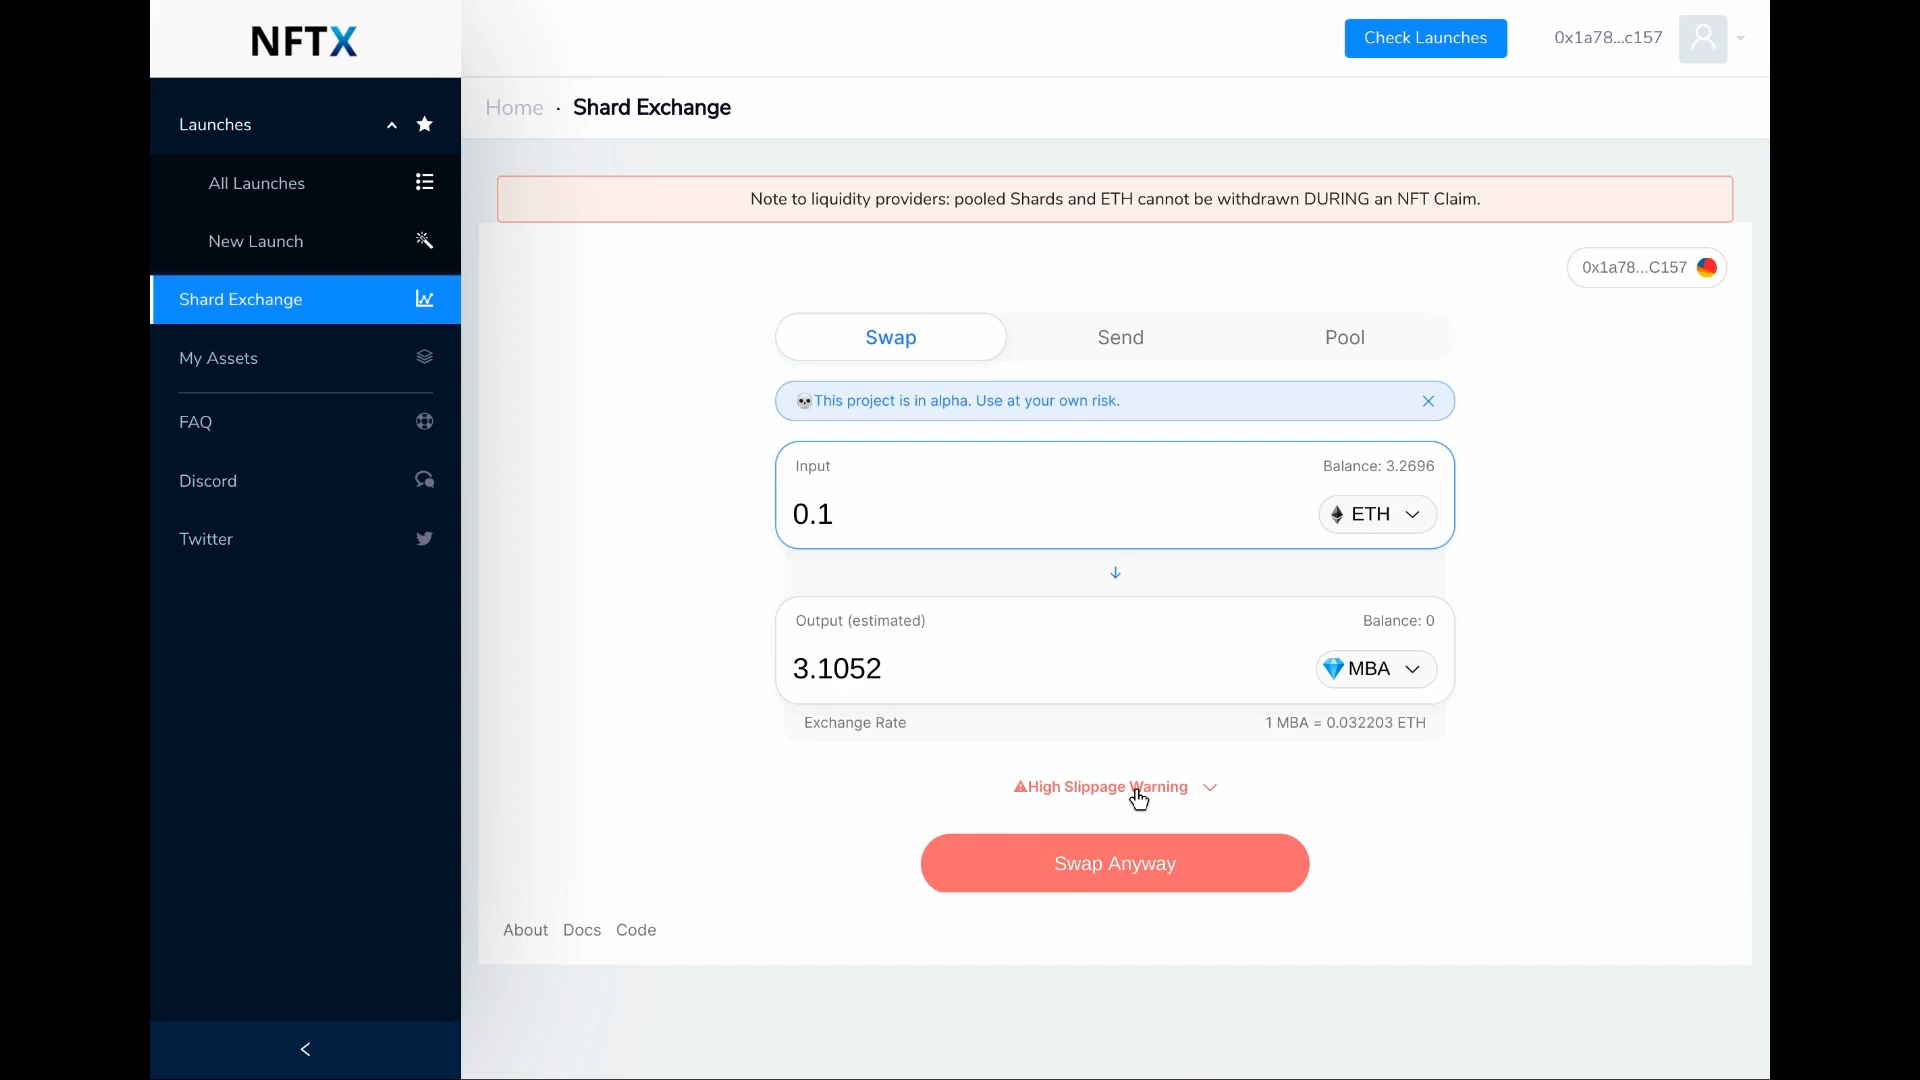 NFTX
Check Launches
0x1a78...c157
Launches
All Launches
New Launch
Shard Exchange
My Assets
FAQ
Discord
Twitter
Home · Shard Exchange
Note to liquidity providers: pooled Shards and ETH cannot be withdrawn DURING an NFT Claim.
0x1a78...C157
Swap
Send
Pool
💀This project is in alpha. Use at your own risk.
Input
Balance: 3.2696
0.1
ETH
Output (estimated)
Balance: 0
3.1052
MBA
Exchange Rate
1 MBA = 0.032203 ETH
High Slippage Warning
Swap Anyway
About Docs Code